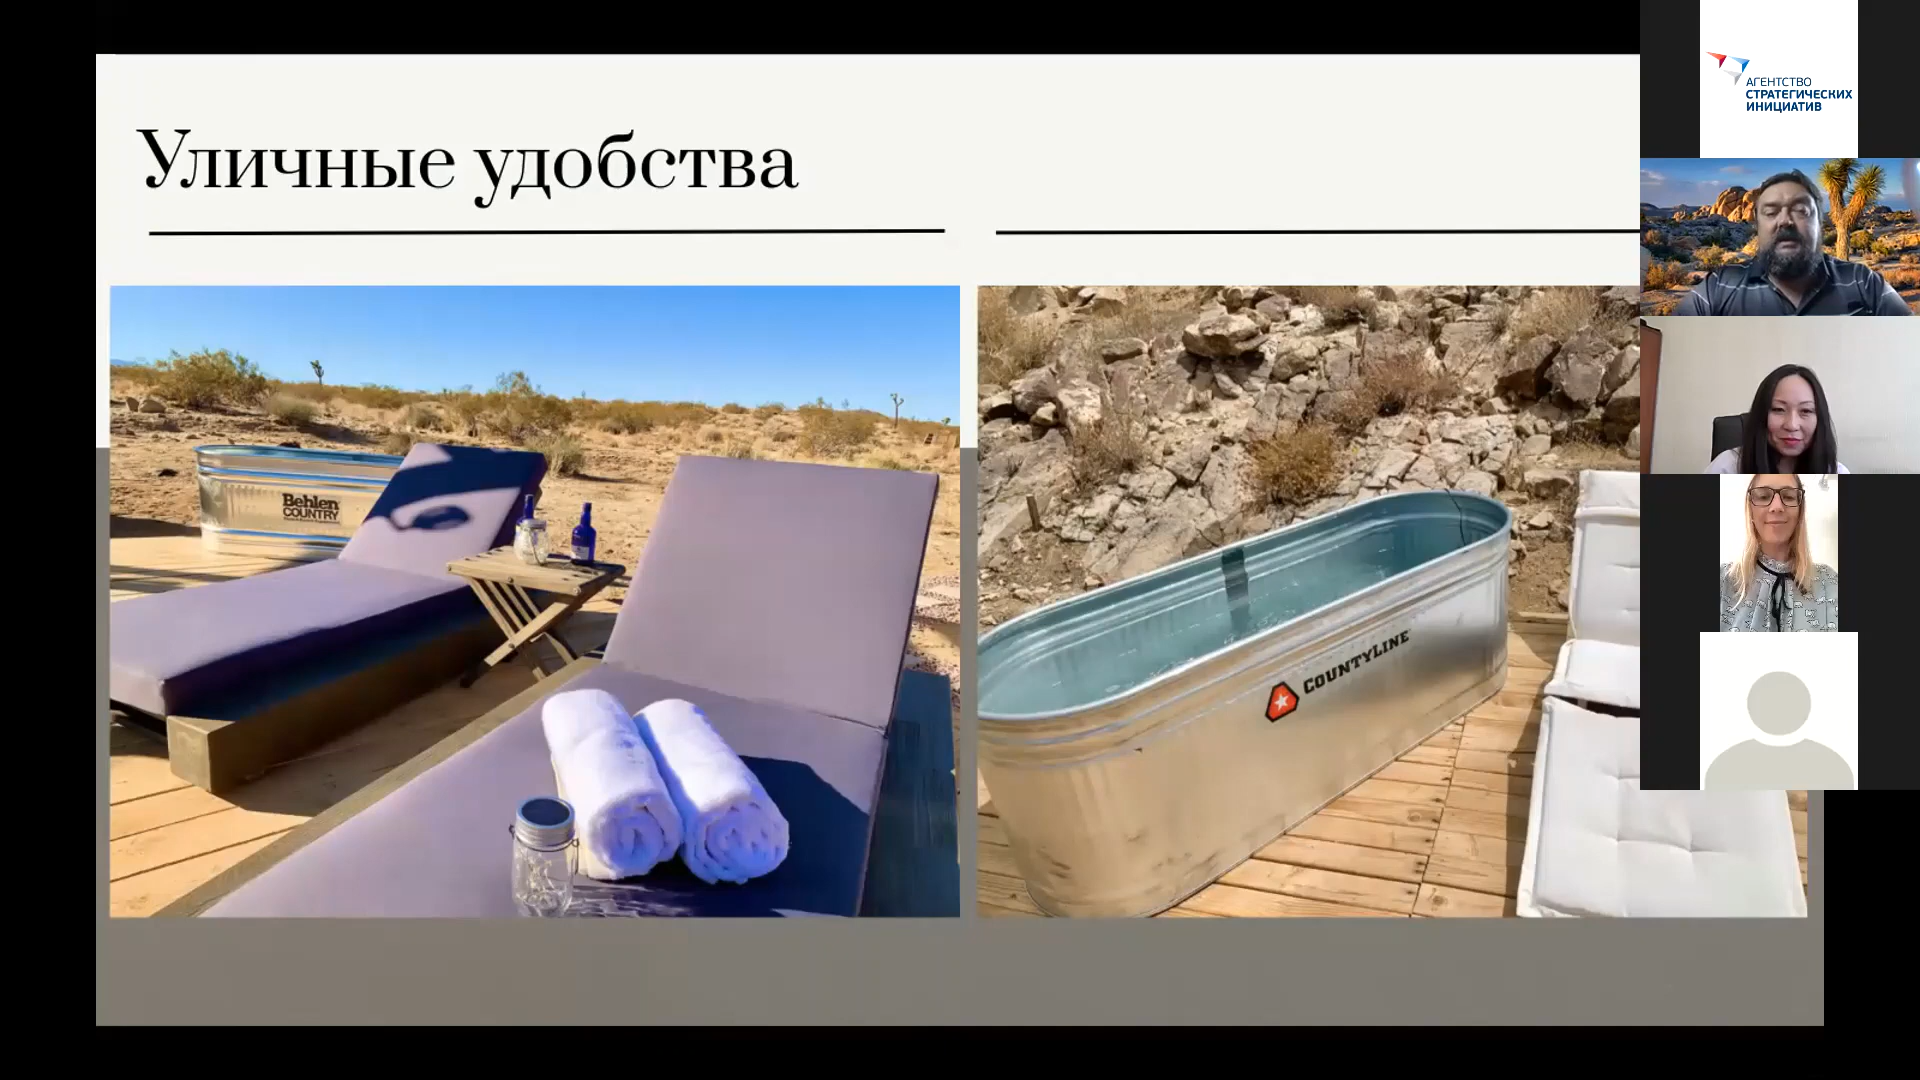 Уличные удобства
АГЕНТСТВО
СТРАТЕГИЧЕСКИХ
ИНИЦИАТИВ
Behlen
COUNTRY
COUNTYLINE